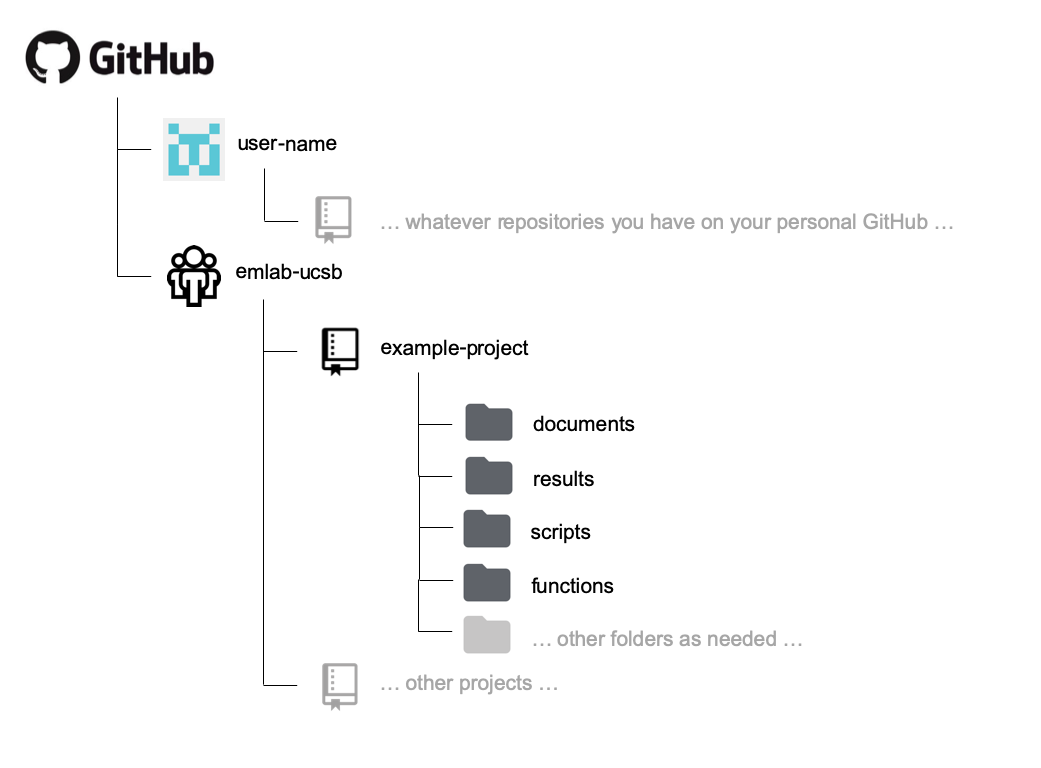 GitHub
user-name
... whatever repositories you have on your personal GitHub ...
emlab-ucsb
example-project
documents
results
scripts
functions
... other folders as needed ...
... other projects ...